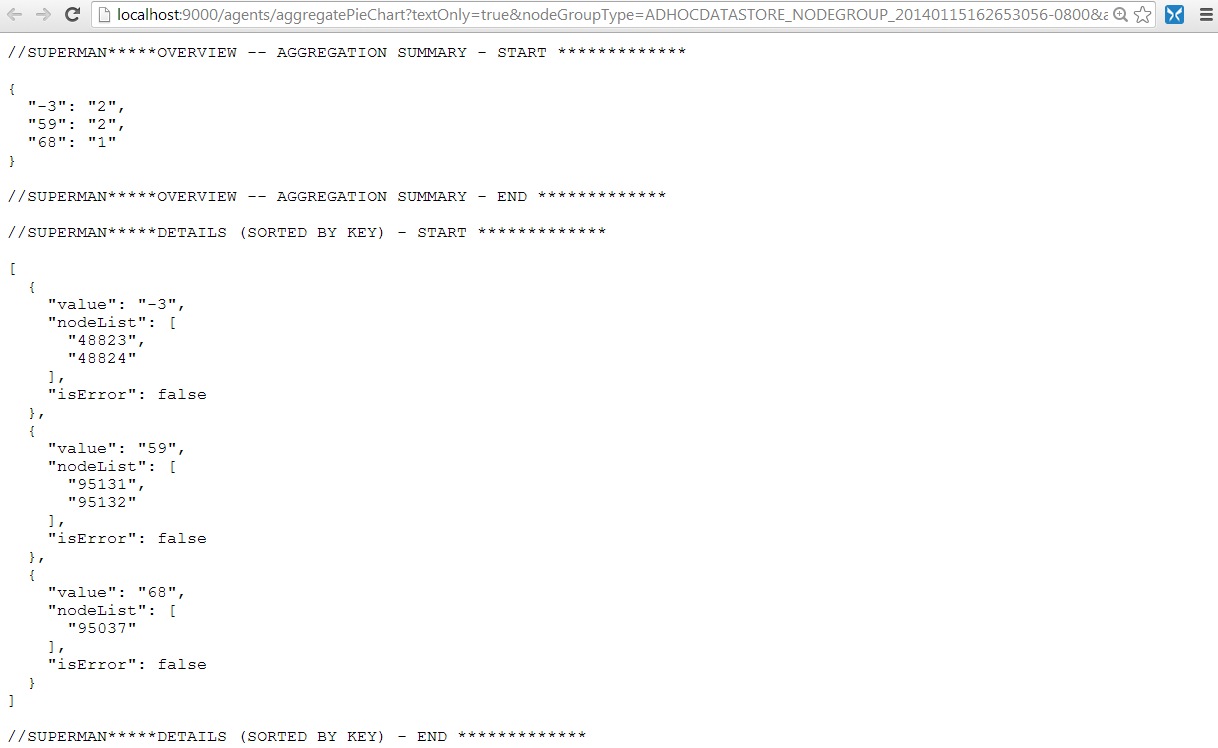 localhost:9000/agents/aggregatePieChart?textOnly=true&nodeGroupType=ADHOCDATASTORE_NODEGROUP_20140115162653056-0800&a
//SUPERMAN*****OVERVIEW -- AGGREGATION SUMMARY - START *************
{
  "-3": "2",
  "59": "2",
  "68": "1"
}
//SUPERMAN*****OVERVIEW -- AGGREGATION SUMMARY - END *************
//SUPERMAN*****DETAILS (SORTED BY KEY) - START *************
[
  {
    "value": "-3",
    "nodeList": [
      "48823",
      "48824"
    ],
    "isError": false
  },
  {
    "value": "59",
    "nodeList": [
      "95131",
      "95132"
    ],
    "isError": false
  },
  {
    "value": "68",
    "nodeList": [
      "95037"
    ],
    "isError": false
  }
]
//SUPERMAN*****DETAILS (SORTED BY KEY) - END *************